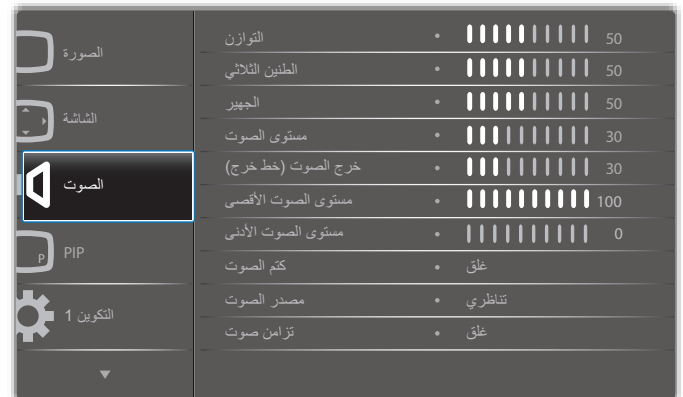 الصورة
الشاشة
الصوت
PIP
P
التكوين 1
التوازن • 50
الطنين الثلاثي • 50
الجهير • 50
مستوى الصوت • 30
خرج الصوت (خط خرج) • 30
مستوى الصوت الأقصى • 100
مستوى الصوت الأدنى • 0
كتم الصوت • غلق
مصدر الصوت • تناظري
تزامن صوت • غلق